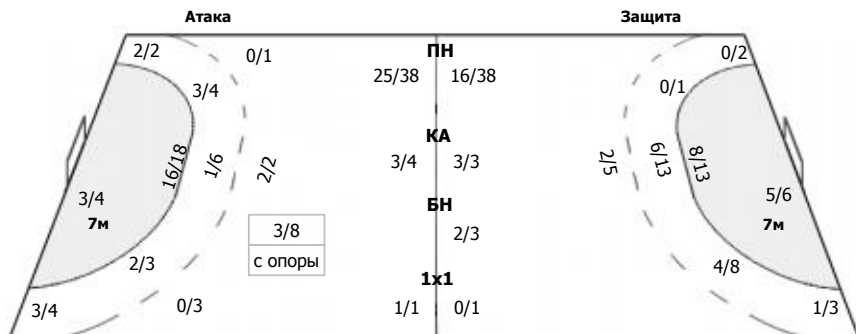 Атака Защита
2/2 0/1 ПН 0/2
25/38 16/38
3/4 0/1
КА
16/18 1/6 2/2 3/4 3/3 2/5 6/13 8/13
3/4 5/6
7м 7м
БН
3/8 2/3
с опоры
2/3 4/8
1x1
3/4 0/3 1/1 0/1 1/3